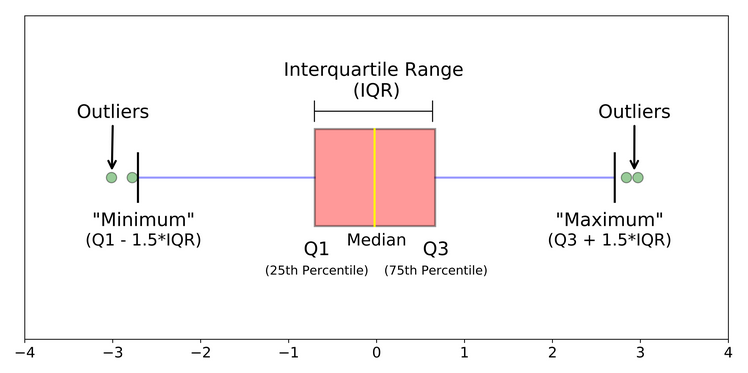 Interquartile Range
(IQR)
Outliers
Outliers
"Minimum"
(Q1 - 1.5*IQR)
"Maximum"
(Q3 + 1.5*IQR)
Median
Q1
Q3
(25th Percentile)
(75th Percentile)
−4 −3 −2 −1 0 1 2 3 4